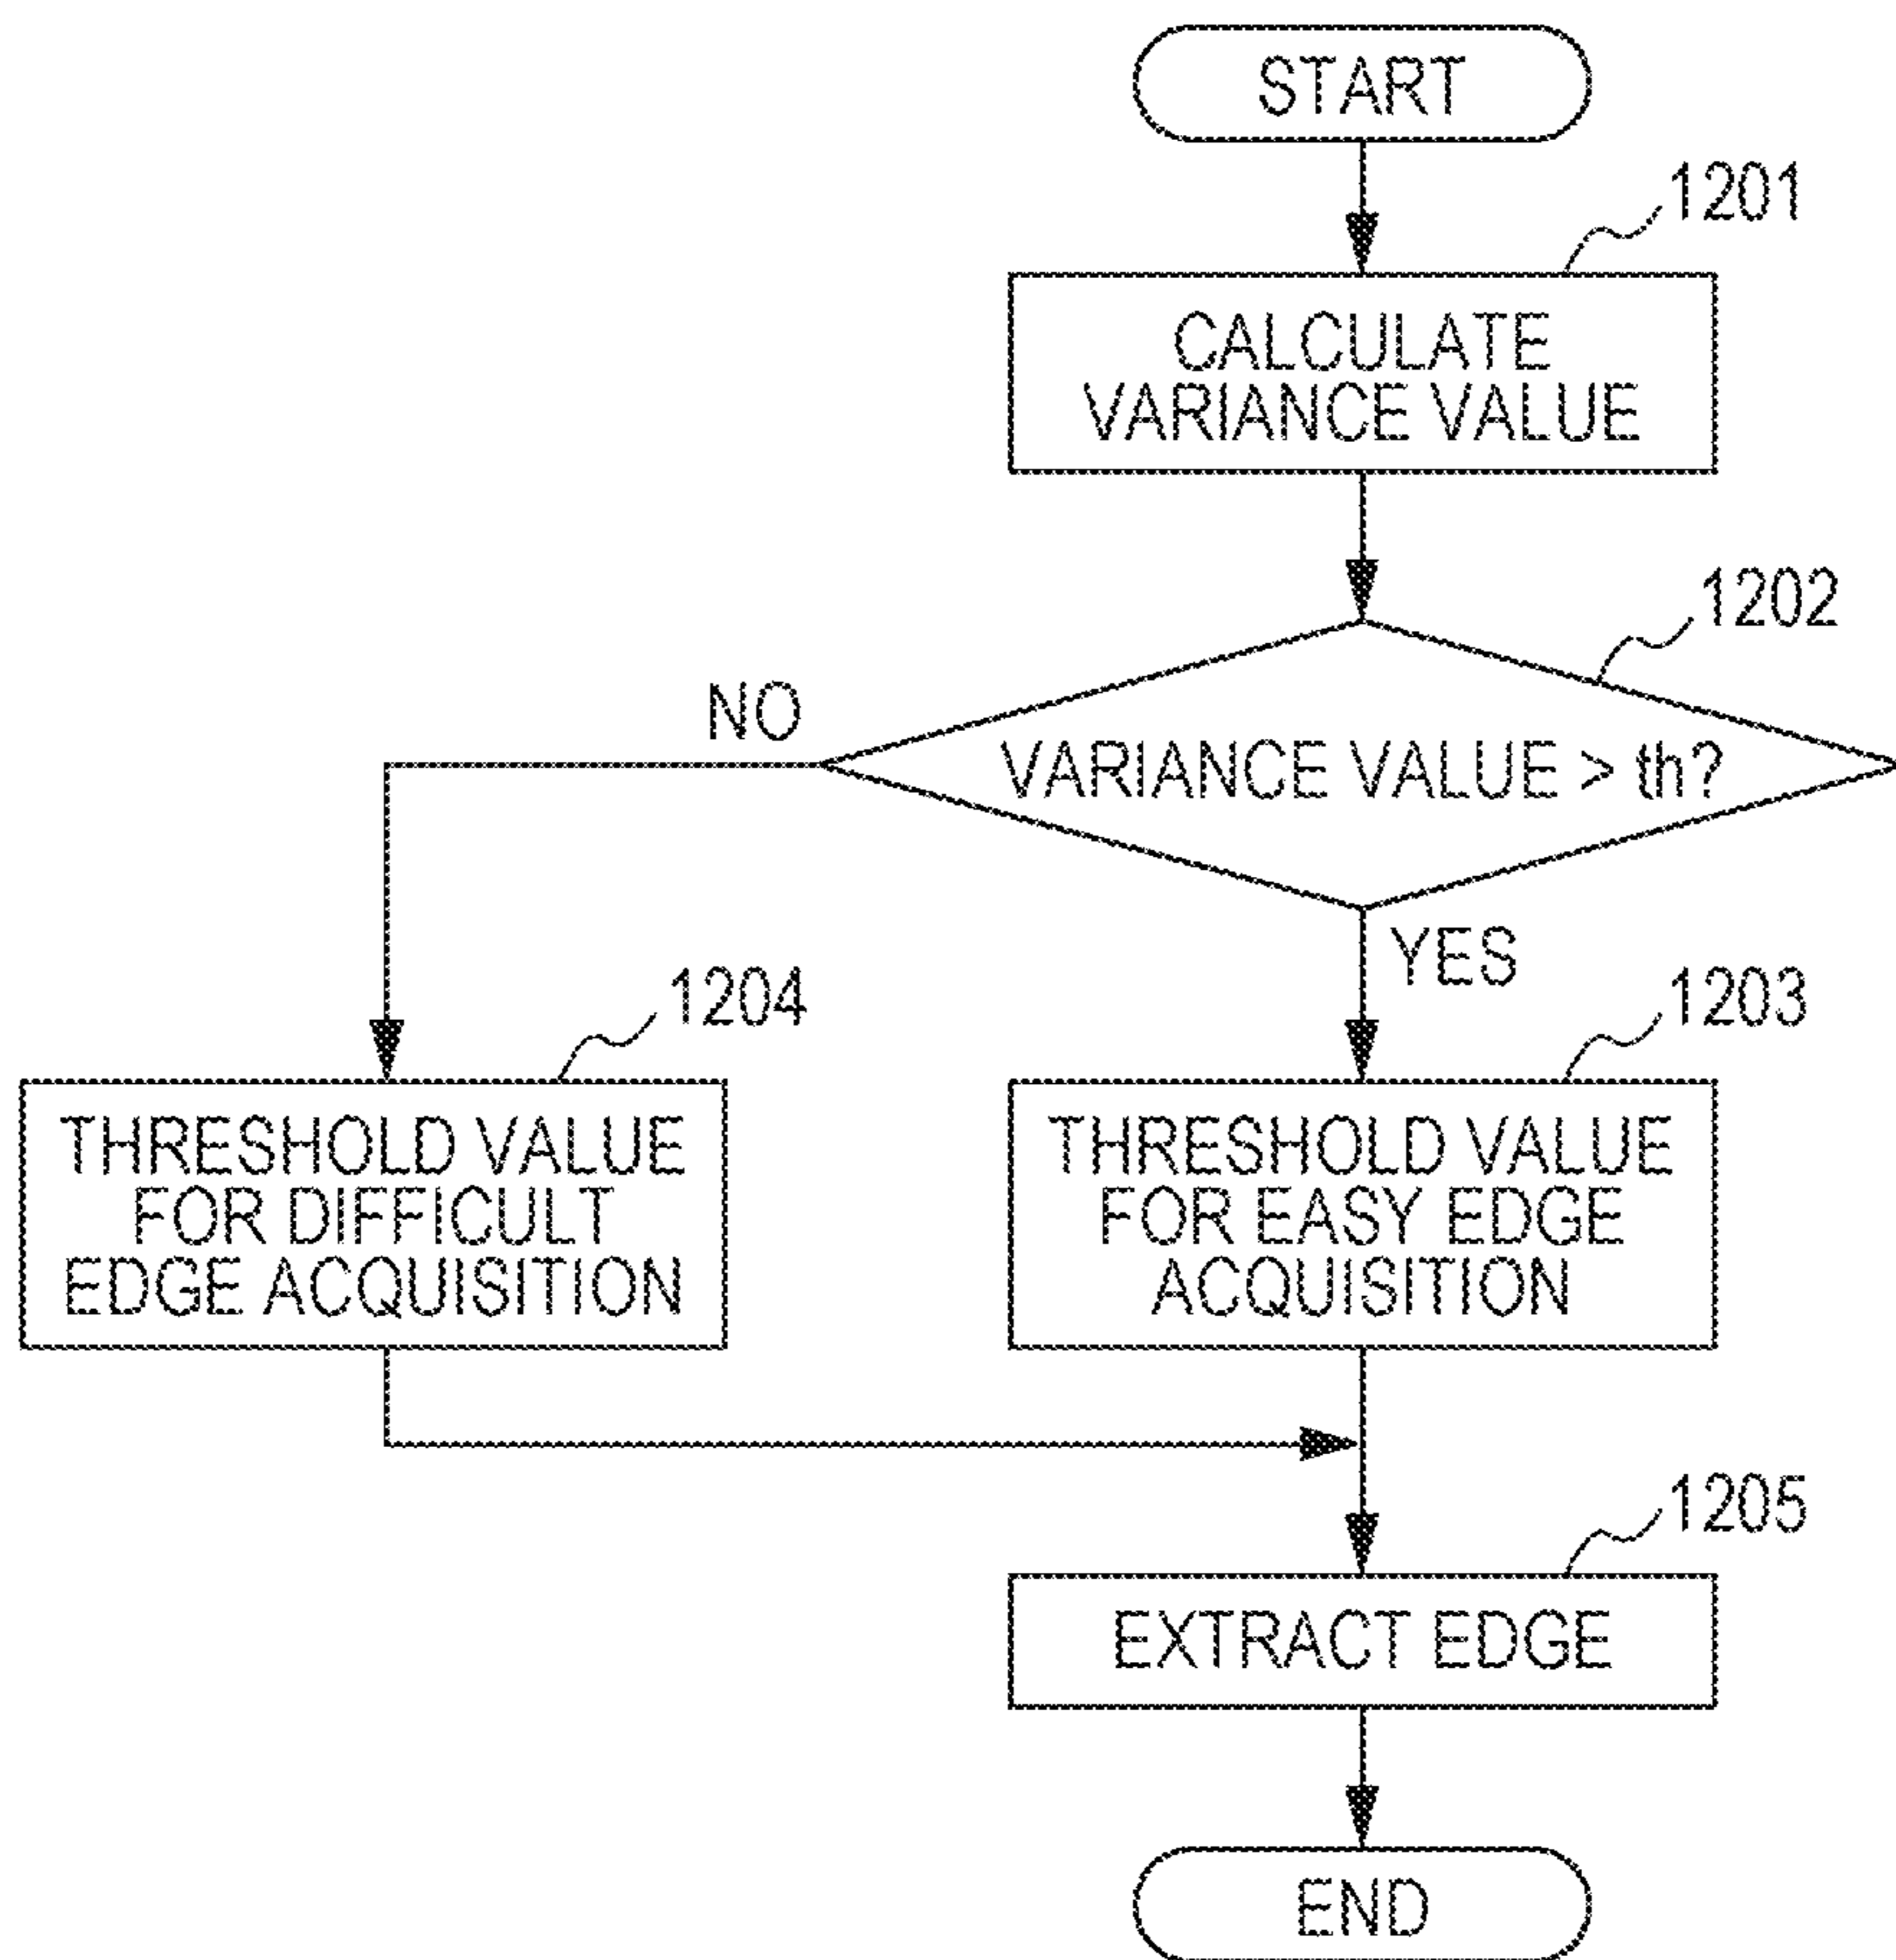 START
1201
CALCULATE
VARIANCE VALUE
1202
NO
VARIANCE VALUE > th?
YES
1204
1203
THRESHOLD VALUE
FOR DIFFICULT
EDGE ACQUISITION
THRESHOLD VALUE
FOR EASY EDGE
ACQUISITION
1205
EXTRACT EDGE
END